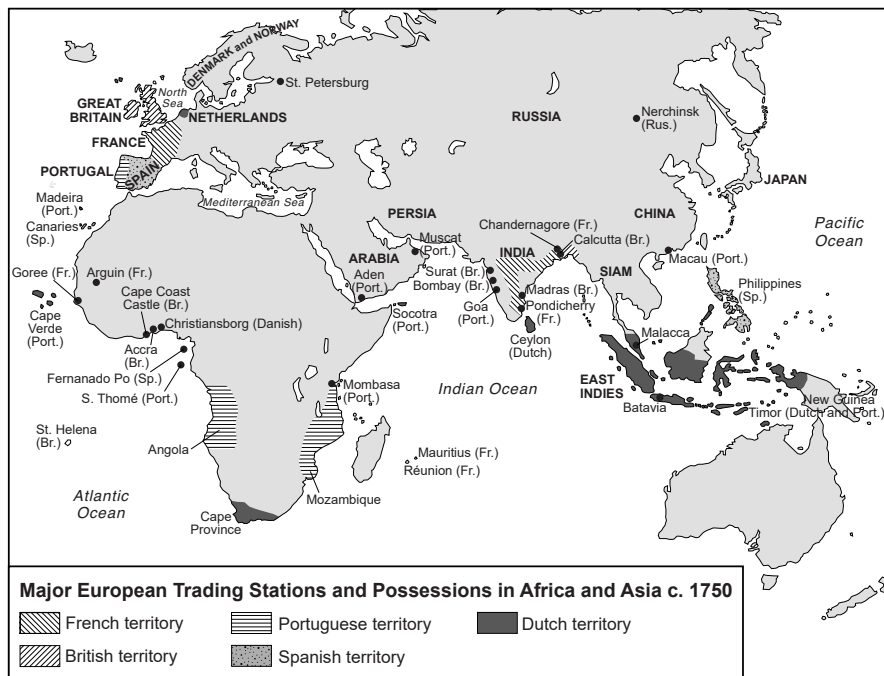 DENMARK and NORWAY
St. Petersburg
North
Sea
GREAT
BRITAIN
NETHERLANDS
RUSSIA
Nerchinsk
(Rus.)
FRANCE
PORTUGAL
SPAIN
JAPAN
Madeira
(Port.)
Mediterranean Sea
PERSIA
CHINA
Canaries
(Sp.)
Muscat
(Port.)
Chandernagore (Fr.)
Calcutta (Br.)
Pacific
Ocean
INDIA
Macau (Port.)
ARABIA
Aden
(Port.)
Surat (Br.)
Bombay (Br.)
SIAM
Goree (Fr.)
Arguin (Fr.)
Cape Coast
Castle (Br.)
Philippines
(Sp.)
Goa
(Port.)
Madras (Br.)
Pondicherry
(Fr.)
Cape
Verde
(Port.)
Christiansborg (Danish)
Socotra
(Port.)
Ceylon
(Dutch)
Malacca
Accra
(Br.)
Fernanado Po (Sp.)
S. Thomé (Port.)
Mombasa
(Port.)
Indian Ocean
EAST
INDIES
Batavia
New Guinea
Timor (Dutch and Port.)
St. Helena
(Br.)
Angola
Mauritius (Fr.)
Réunion (Fr.)
Mozambique
Atlantic
Ocean
Cape
Province
Major European Trading Stations and Possessions in Africa and Asia c. 1750
French territory
Portuguese territory
Dutch territory
British territory
Spanish territory